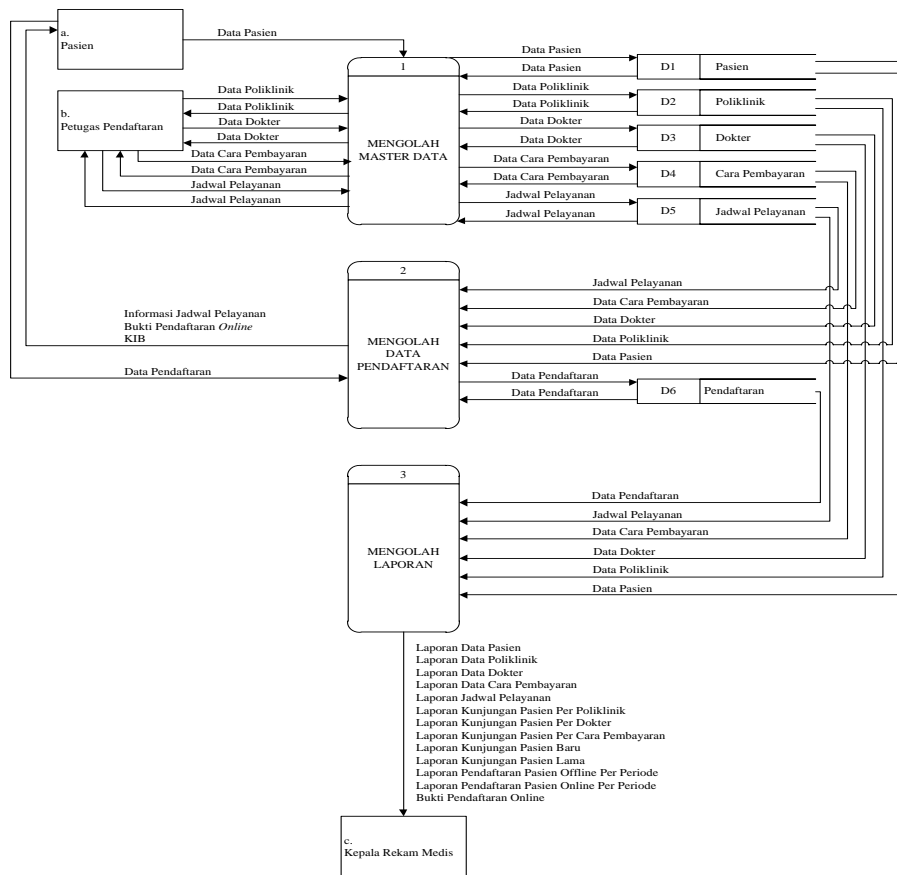 a.
Pasien
Data Pasien
b.
Petugas Pendaftaran
Data Poliklinik
Data Poliklinik
Data Dokter
Data Dokter
Data Cara Pembayaran
Data Cara Pembayaran
Jadwal Pelayanan
Jadwal Pelayanan
1
MENGOLAH
MASTER DATA
Data Pasien
Data Pasien
Data Poliklinik
Data Poliklinik
Data Dokter
Data Dokter
Data Cara Pembayaran
Data Cara Pembayaran
Jadwal Pelayanan
Jadwal Pelayanan
D1 Pasien
D2 Poliklinik
D3 Dokter
D4 Cara Pembayaran
D5 Jadwal Pelayanan
Informasi Jadwal Pelayanan
Bukti Pendaftaran Online
KIB
Data Pendaftaran
2
MENGOLAH
DATA
PENDAFTARAN
Jadwal Pelayanan
Data Cara Pembayaran
Data Dokter
Data Poliklinik
Data Pasien
Data Pendaftaran
Data Pendaftaran
D6 Pendaftaran
3
MENGOLAH
LAPORAN
Data Pendaftaran
Jadwal Pelayanan
Data Cara Pembayaran
Data Dokter
Data Poliklinik
Data Pasien
Laporan Data Pasien
Laporan Data Poliklinik
Laporan Data Dokter
Laporan Data Cara Pembayaran
Laporan Jadwal Pelayanan
Laporan Kunjungan Pasien Per Poliklinik
Laporan Kunjungan Pasien Per Dokter
Laporan Kunjungan Pasien Per Cara Pembayaran
Laporan Kunjungan Pasien Baru
Laporan Kunjungan Pasien Lama
Laporan Pendaftaran Pasien Offline Per Periode
Laporan Pendaftaran Pasien Online Per Periode
Bukti Pendaftaran Online
c.
Kepala Rekam Medis